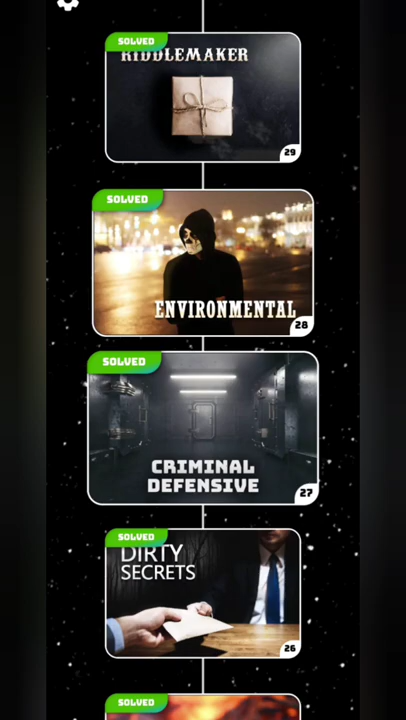 SOLVED
RIDDLEMAKER
29
SOLVED
ENVIRONMENTAL
28
SOLVED
CRIMINAL
DEFENSIVE
27
SOLVED
DIRTY
SECRETS
26
SOLVED